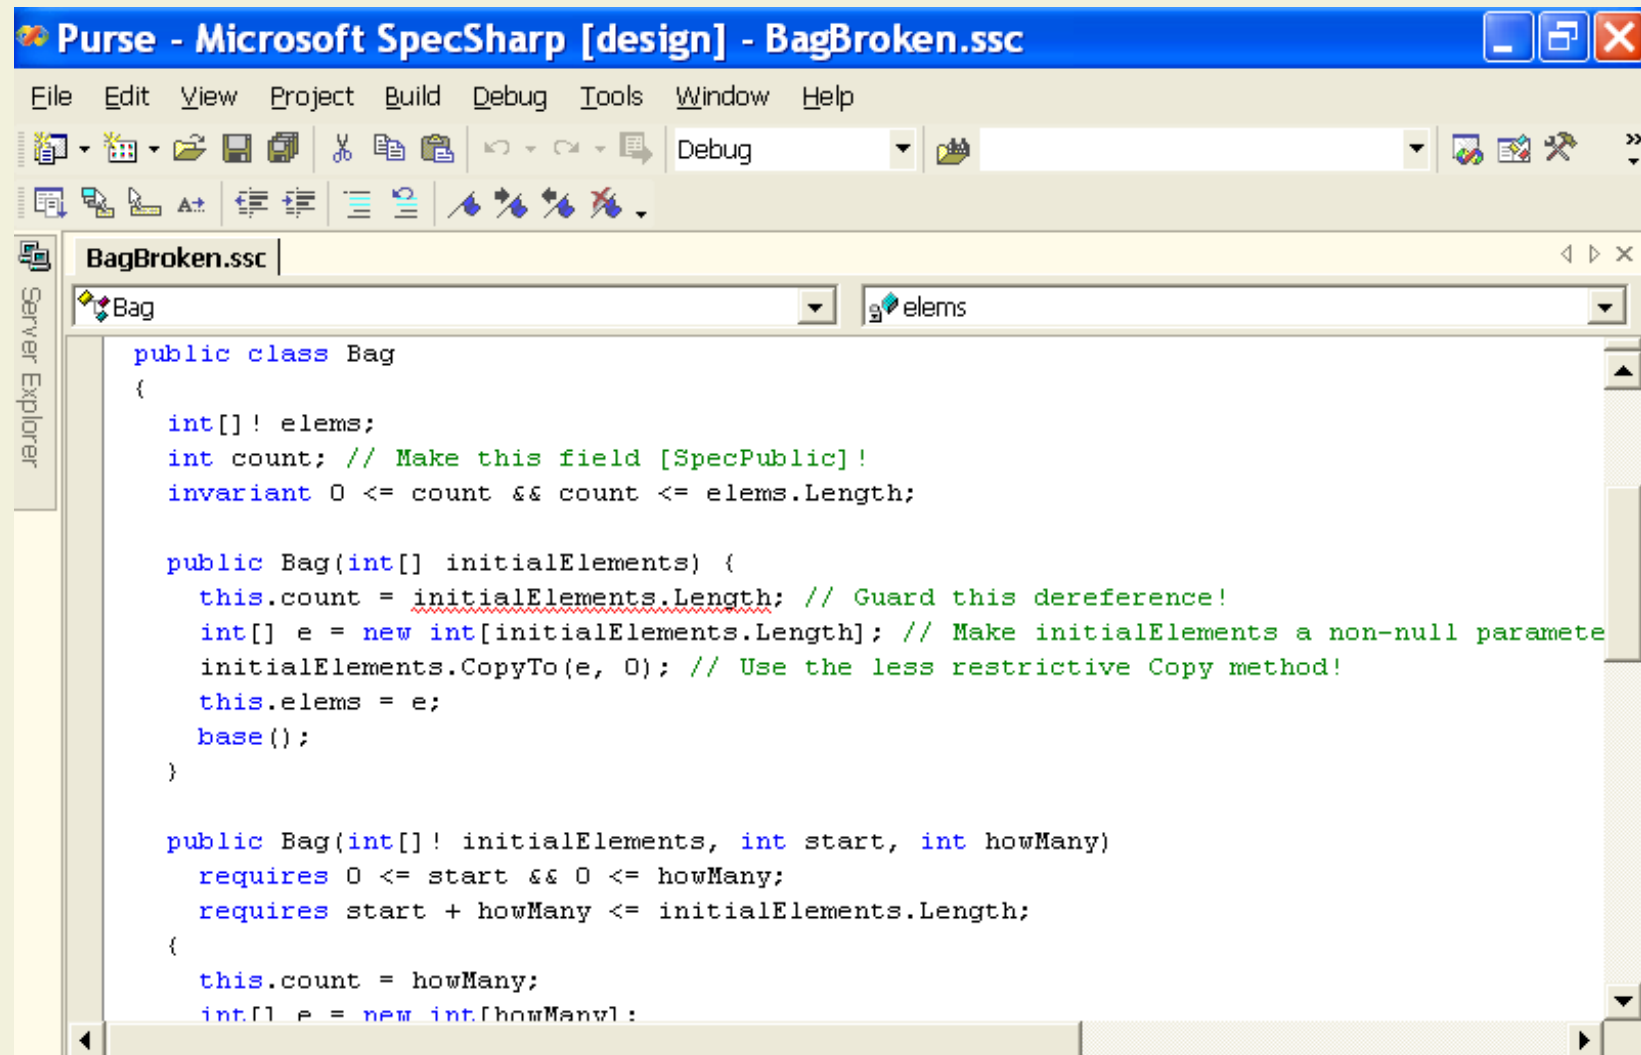 Purse - Microsoft SpecSharp [design] - BagBroken.ssc
File Edit View Project Build Debug Tools Window Help
Debug
BagBroken.ssc
Server Explorer
Bag elems
public class Bag
{
int[]! elems;
int count; // Make this field [SpecPublic]!
invariant 0 <= count && count <= elems.Length;
public Bag(int[] initialElements) {
this.count = initialElements.Length; // Guard this dereference!
int[] e = new int[initialElements.Length]; // Make initialElements a non-null paramete
initialElements.CopyTo(e, 0); // Use the less restrictive Copy method!
this.elems = e;
base();
}
public Bag(int[]! initialElements, int start, int howMany)
requires 0 <= start && 0 <= howMany;
requires start + howMany <= initialElements.Length;
{
this.count = howMany;
int[] e = new int[howMany];